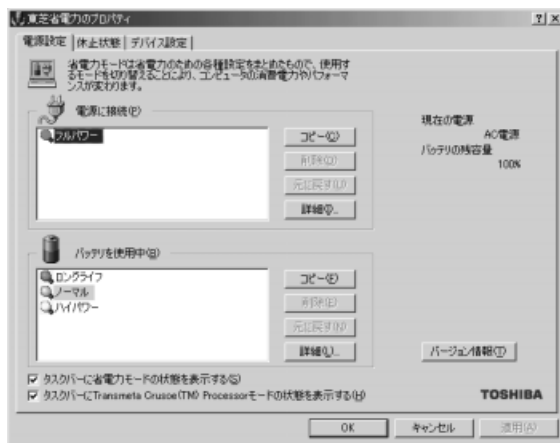 東芝省電力のプロパティ
電源設定 休止状態 デバイス設定
省電力モードは省電力のための各種設定をまとめたもので、使用す
るモードを切り替えることにより、コンピュータの消費電力やパフォーマ
ンスが変わります。
電源に接続(P)
フルパワー
コピー(C)
削除(D)
元に戻す(U)
詳細(I)...
現在の電源
AC電源
バッテリの残容量
100%
バッテリを使用中(B)
ロングライフ
ノーマル
ハイパワー
コピー(F)
削除(E)
元に戻す(N)
詳細(L)...
バージョン情報(T)
タスクバーに省電力モードの状態を表示する(S)
タスクバーにTransmeta Crusoe(TM) Processorモードの状態を表示する(H)
TOSHIBA
OK キャンセル 適用(A)